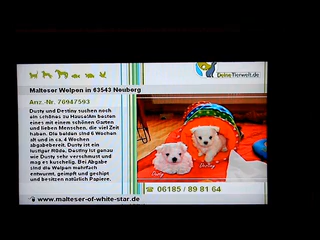 DeineTierwelt.de
Malteser Welpen in 63543 Neuberg
Anz.-Nr. 76947593
Dusty und Destiny suchen noch
ein schönes zu Hause!Am besten
eines mit einem schönen Garten
und lieben Menschen, die viel Zeit
haben. Die beiden sind 6 Wochen
alt und in ca. 4 Wochen
abgabebereit. Dusty ist ein
lustiger Rüde. Destiny ist genau
wie Dusty sehr verschmust und
mag es kuschelig. Bei Abgabe
sind die Welpen mehrfach
entwurmt, geimpft und gechipt
und besitzen natürlich Papiere.
Dusty
Destiny
06185 / 89 81 64
www.malteser-of-white-star.de